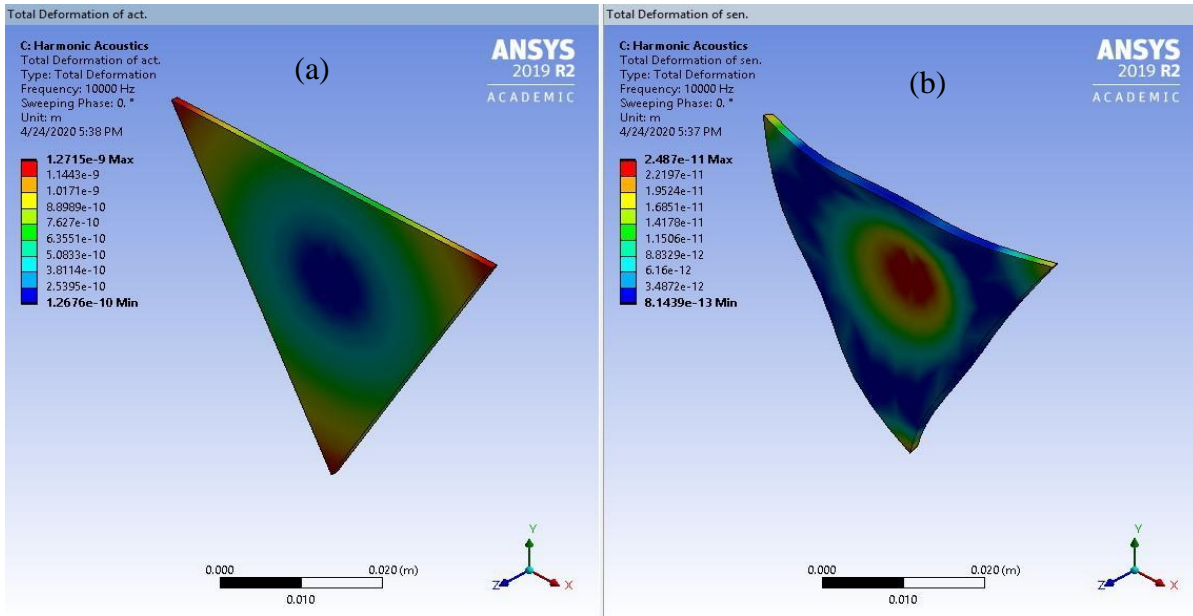 Total Deformation of act.
C: Harmonic Acoustics
Total Deformation of act.
Type: Total Deformation
Frequency: 10000 Hz
Sweeping Phase: 0. °
Unit: m
4/24/2020 5:38 PM
1.2715e-9 Max
1.1443e-9
1.0171e-9
8.8989e-10
7.627e-10
6.3551e-10
5.0833e-10
3.8114e-10
2.5395e-10
1.2676e-10 Min
(a)
ANSYS
2019 R2
ACADEMIC
0.000
0.020 (m)
0.010
Y
Z
X
Total Deformation of sen.
C: Harmonic Acoustics
Total Deformation of sen.
Type: Total Deformation
Frequency: 10000 Hz
Sweeping Phase: 0. °
Unit: m
4/24/2020 5:37 PM
2.487e-11 Max
2.2197e-11
1.9524e-11
1.6851e-11
1.4178e-11
1.1506e-11
8.8329e-12
6.16e-12
3.4872e-12
8.1439e-13 Min
(b)
ANSYS
2019 R2
ACADEMIC
0.000
0.020 (m)
0.010
Y
Z
X